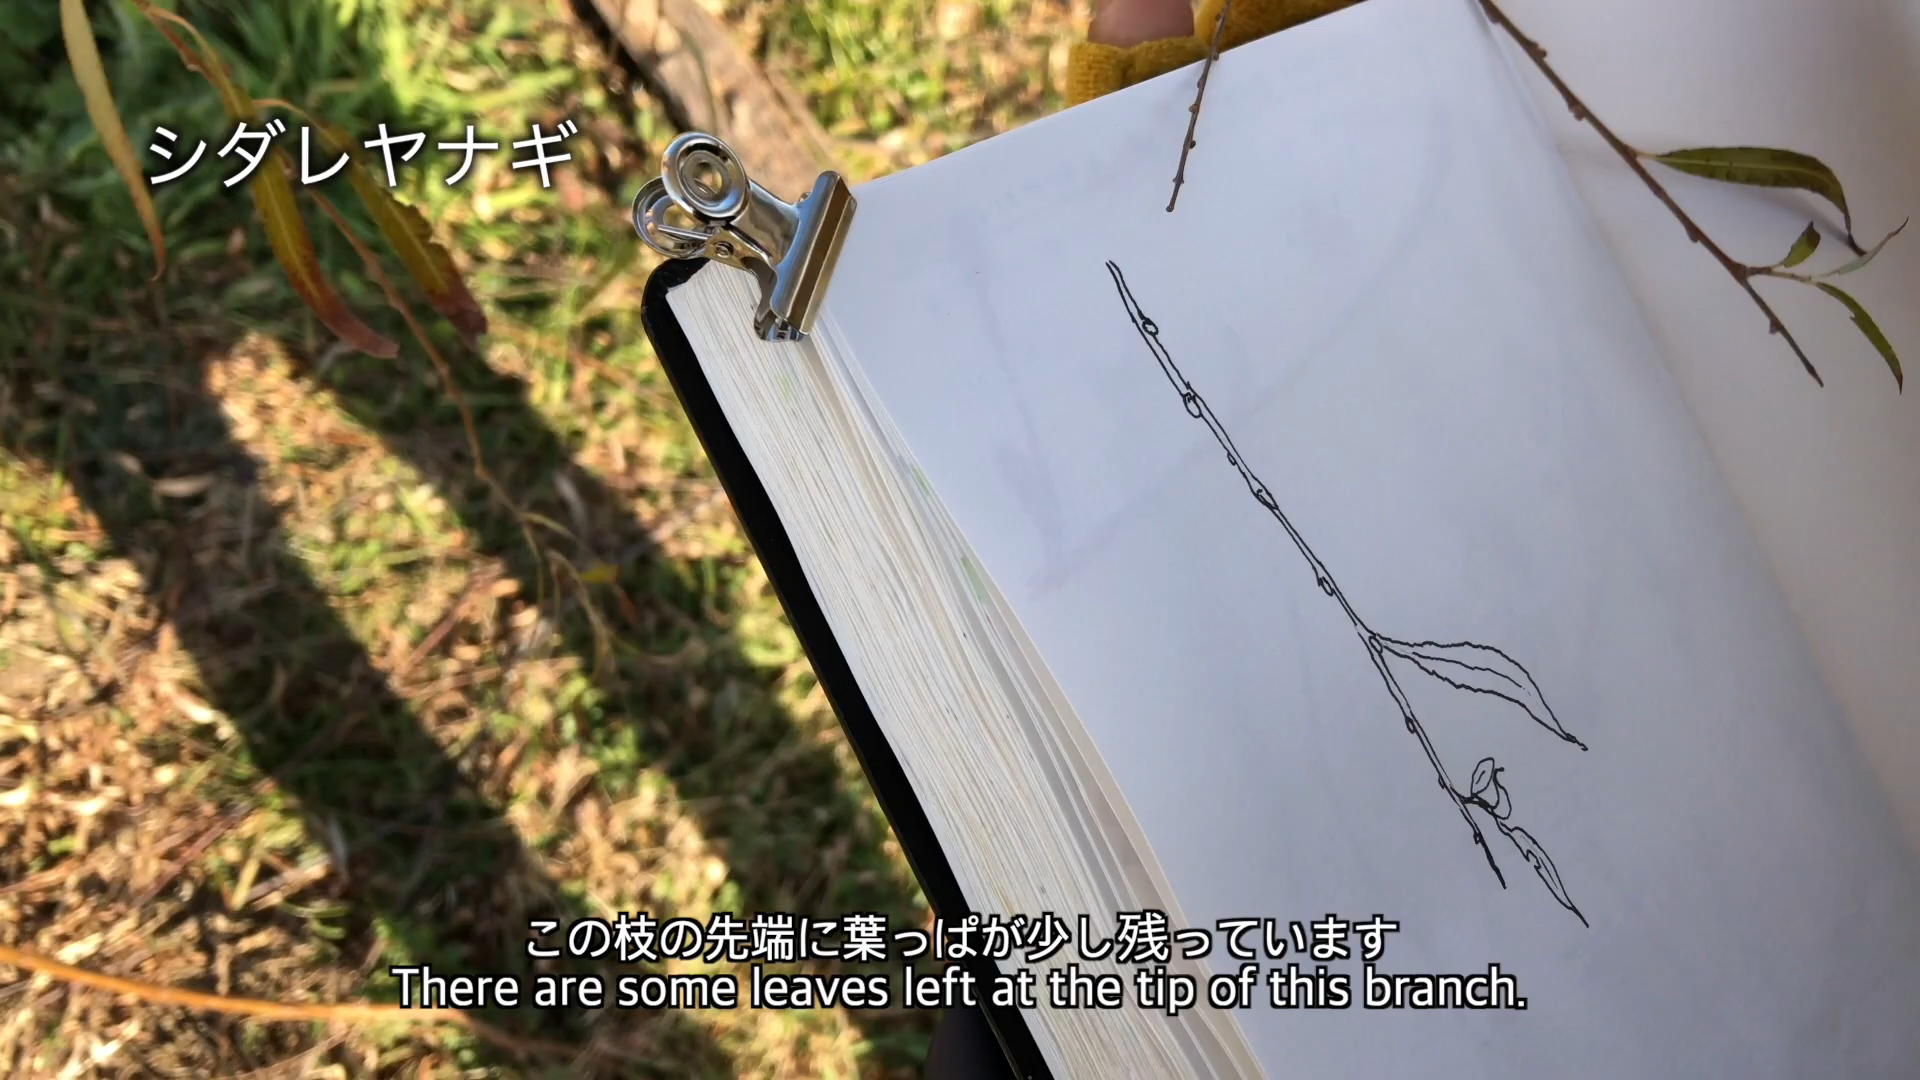 シダレヤナギ
この枝の先端に葉っぱが少し残っています
There are some leaves left at the tip of this branch.